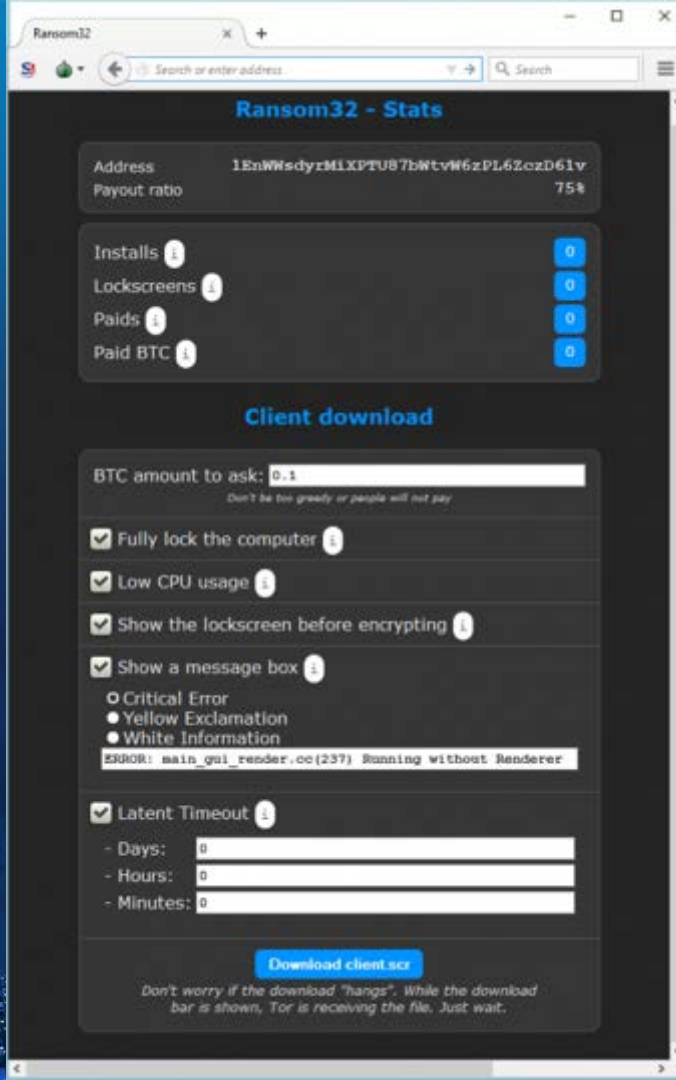 Ransom32
Search or enter address
Search
Ransom32 - Stats
Address 1EnWWsdyrMiXPTU87bWtvW6zPL6ZczD61v
Payout ratio 75%
Installs i 0
Lockscreens i 0
Paids i 0
Paid BTC i 0
Client download
BTC amount to ask: 0.1
Don't be too greedy or people will not pay
Fully lock the computer i
Low CPU usage i
Show the lockscreen before encrypting i
Show a message box i
Critical Error
Yellow Exclamation
White Information
ERROR: main_gui_render.cc(237) Running without Renderer
Latent Timeout i
- Days: 0
- Hours: 0
- Minutes: 0
Download client.scr
Don't worry if the download "hangs". While the download
bar is shown, Tor is receiving the file. Just wait.